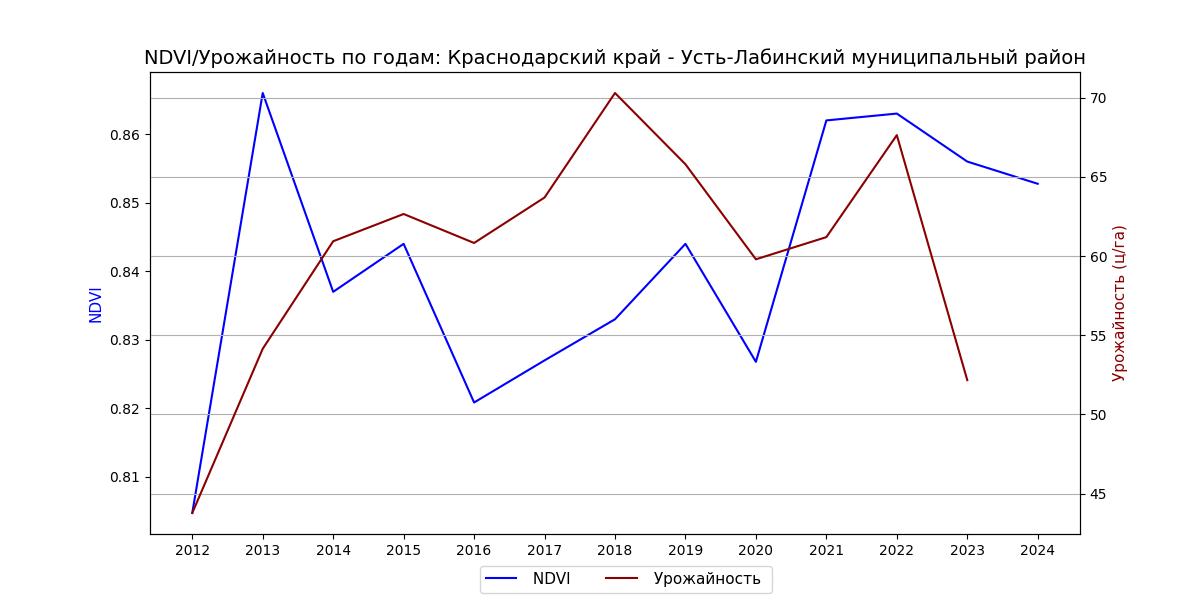 NDVI/Урожайность по годам: Краснодарский край - Усть-Лабинский муниципальный район
0.86
0.85
0.84
0.83
0.82
0.81
NDVI
70
65
60
55
50
45
Урожайность (ц/га)
2012 2013 2014 2015 2016 2017 2018 2019 2020 2021 2022 2023 2024
NDVI Урожайность